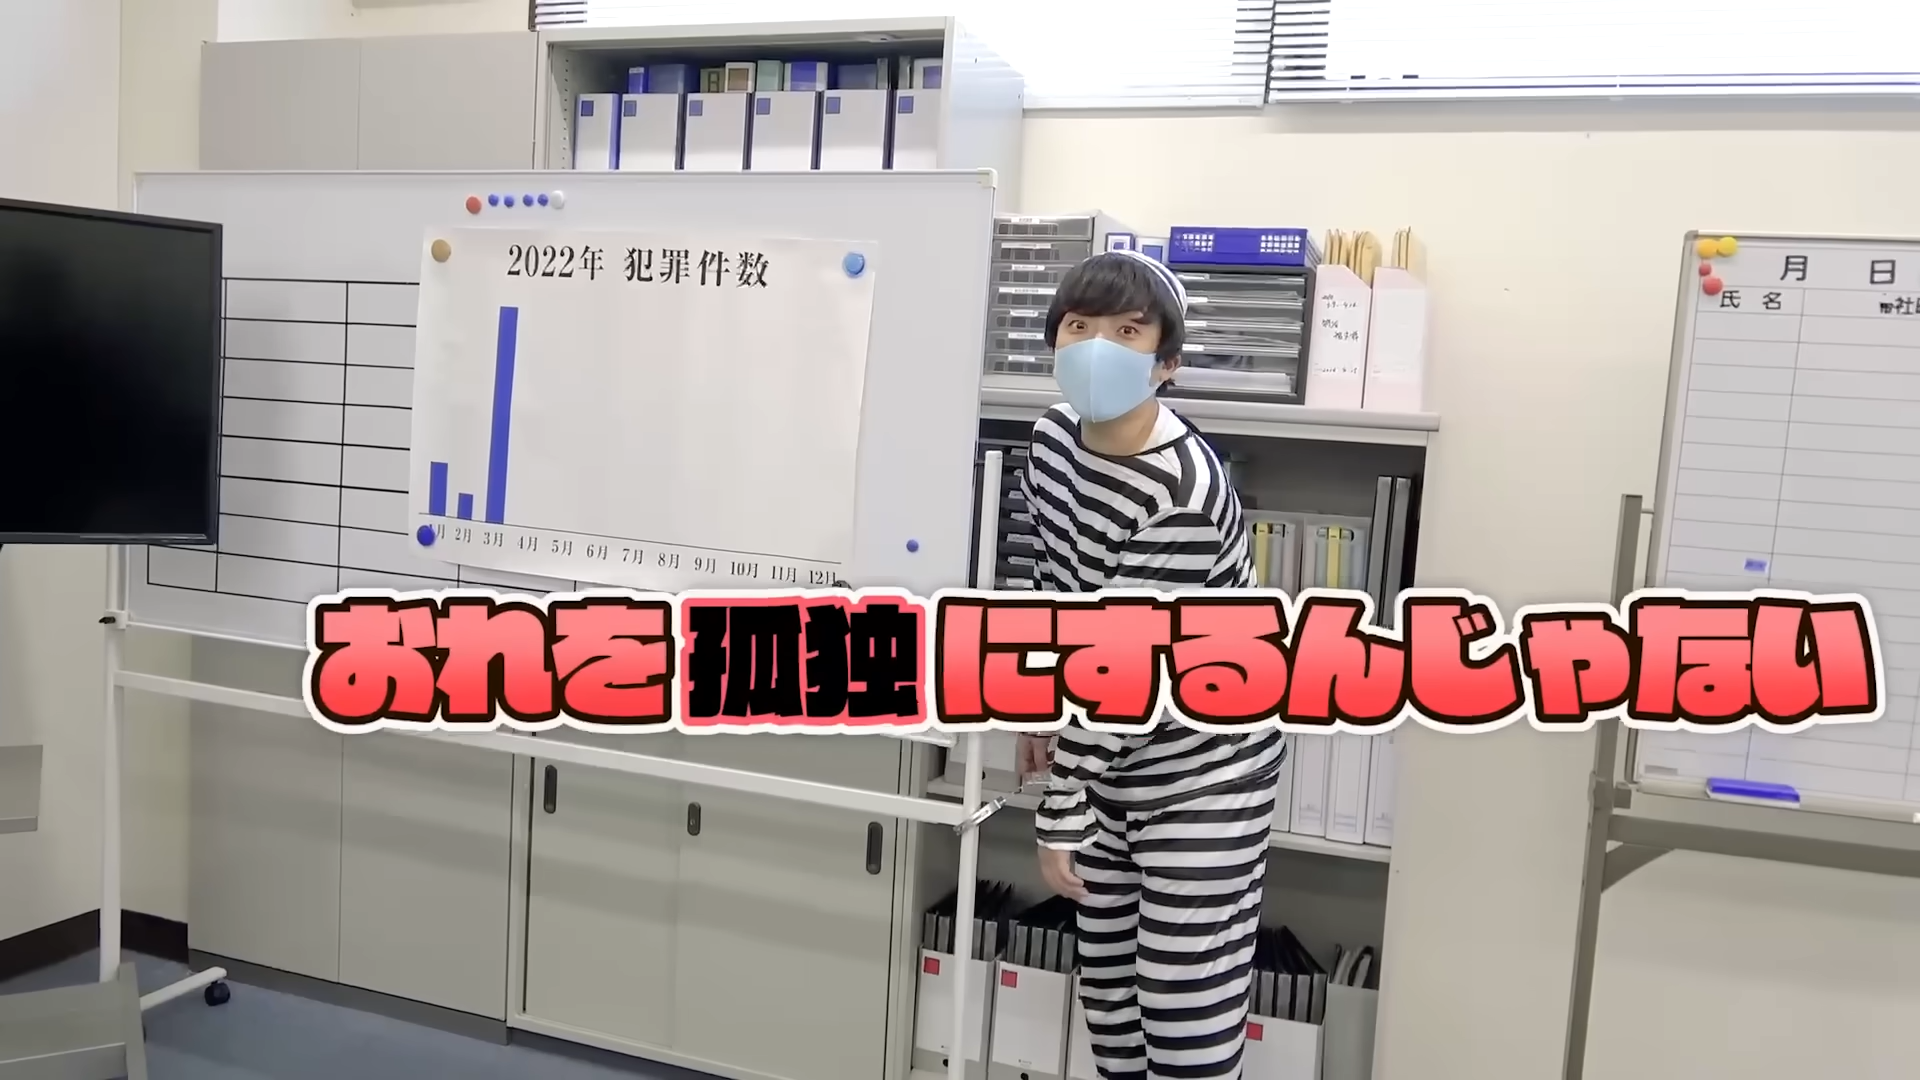 2022年 犯罪件数
1月 2月 3月 4月 5月 6月 7月 8月 9月 10月 11月 12月
月 日
氏 名
おれを孤独にするんじゃない